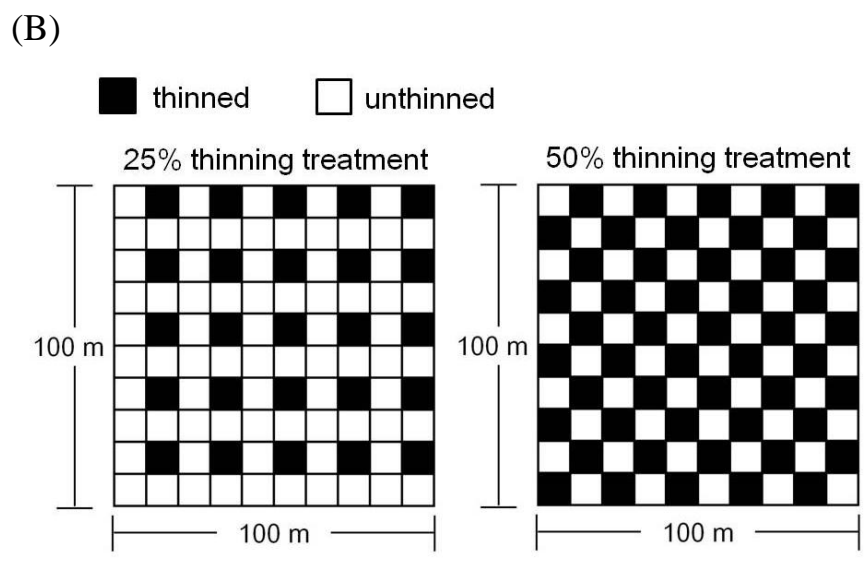 (B)
thinned unthinned
25% thinning treatment
50% thinning treatment
100 m
100 m
100 m
100 m